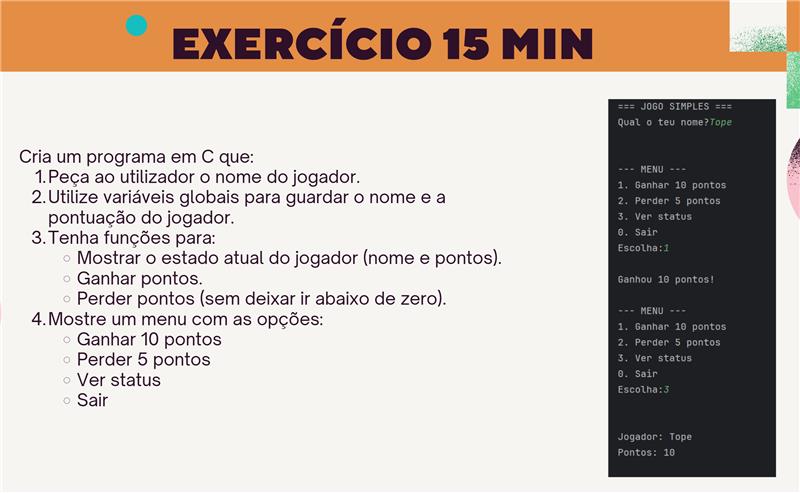 EXERCÍCIO 15 MIN
Cria um programa em C que:
1. Peça ao utilizador o nome do jogador.
2. Utilize variáveis globais para guardar o nome e a
pontuação do jogador.
3. Tenha funções para:
○ Mostrar o estado atual do jogador (nome e pontos).
○ Ganhar pontos.
○ Perder pontos (sem deixar ir abaixo de zero).
4. Mostre um menu com as opções:
○ Ganhar 10 pontos
○ Perder 5 pontos
○ Ver status
○ Sair
=== JOGO SIMPLES ===
Qual o teu nome?Tope
--- MENU ---
1. Ganhar 10 pontos
2. Perder 5 pontos
3. Ver status
0. Sair
Escolha:1
Ganhou 10 pontos!
--- MENU ---
1. Ganhar 10 pontos
2. Perder 5 pontos
3. Ver status
0. Sair
Escolha:3
Jogador: Tope
Pontos: 10